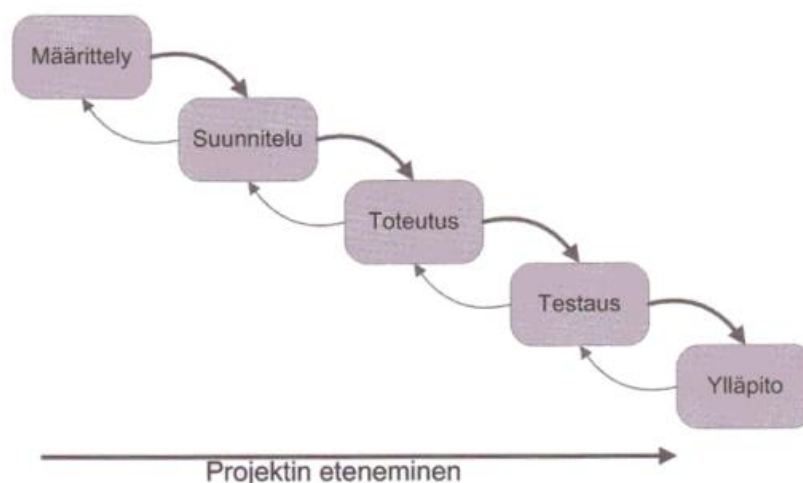 Määrittely
Suunnitelu
Toteutus
Testaus
Ylläpito
Projektin eteneminen